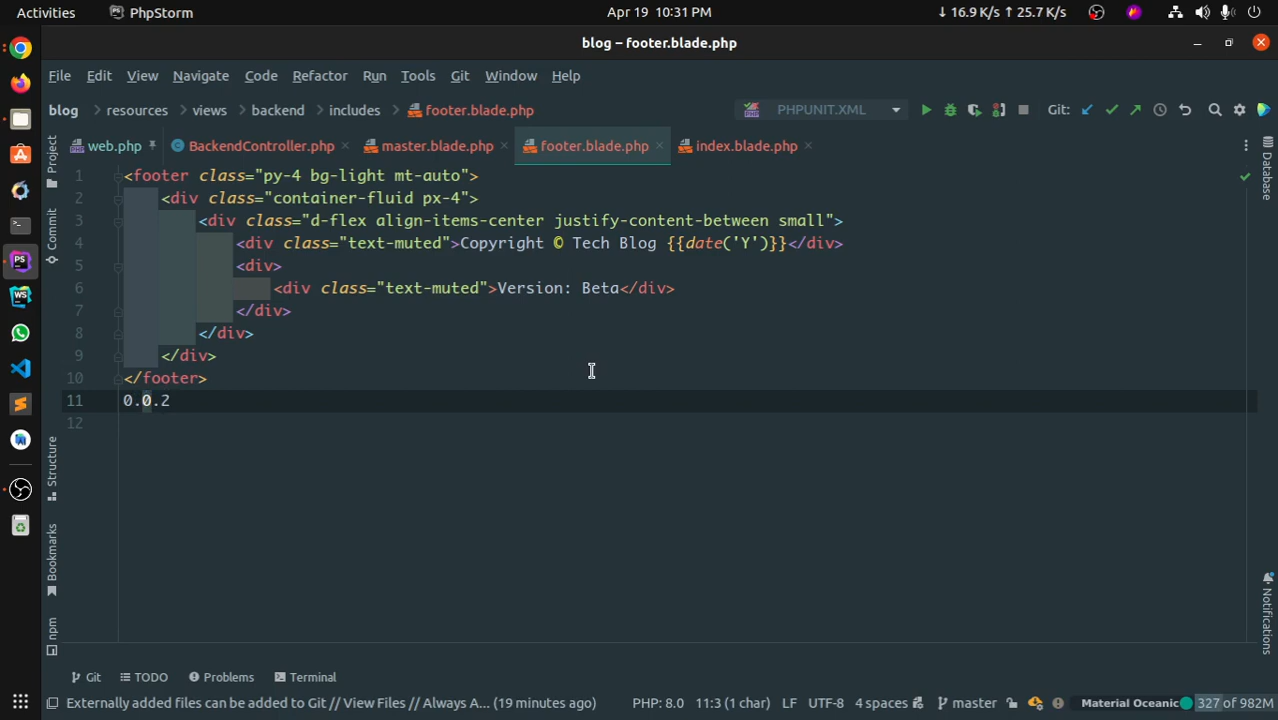 Activities PhpStorm Apr 19 10:31 PM ↓ 16.9 K/s ↑ 25.7 K/s
blog – footer.blade.php
File Edit View Navigate Code Refactor Run Tools Git Window Help
blog resources views backend includes footer.blade.php PHPUNIT.XML Git:
web.php BackendController.php master.blade.php footer.blade.php index.blade.php
Project
Commit
Structure
Bookmarks
npm
1 <footer class="py-4 bg-light mt-auto">
2 <div class="container-fluid px-4">
3 <div class="d-flex align-items-center justify-content-between small">
4 <div class="text-muted">Copyright © Tech Blog {{date('Y')}}</div>
5 <div>
6 <div class="text-muted">Version: Beta</div>
7 </div>
8 </div>
9 </div>
10 </footer>
11 0.0.2
12
Database
Notifications
Git TODO Problems Terminal
Externally added files can be added to Git // View Files // Always A... (19 minutes ago) PHP: 8.0 11:3 (1 char) LF UTF-8 4 spaces master Material Oceanic 327 of 982M